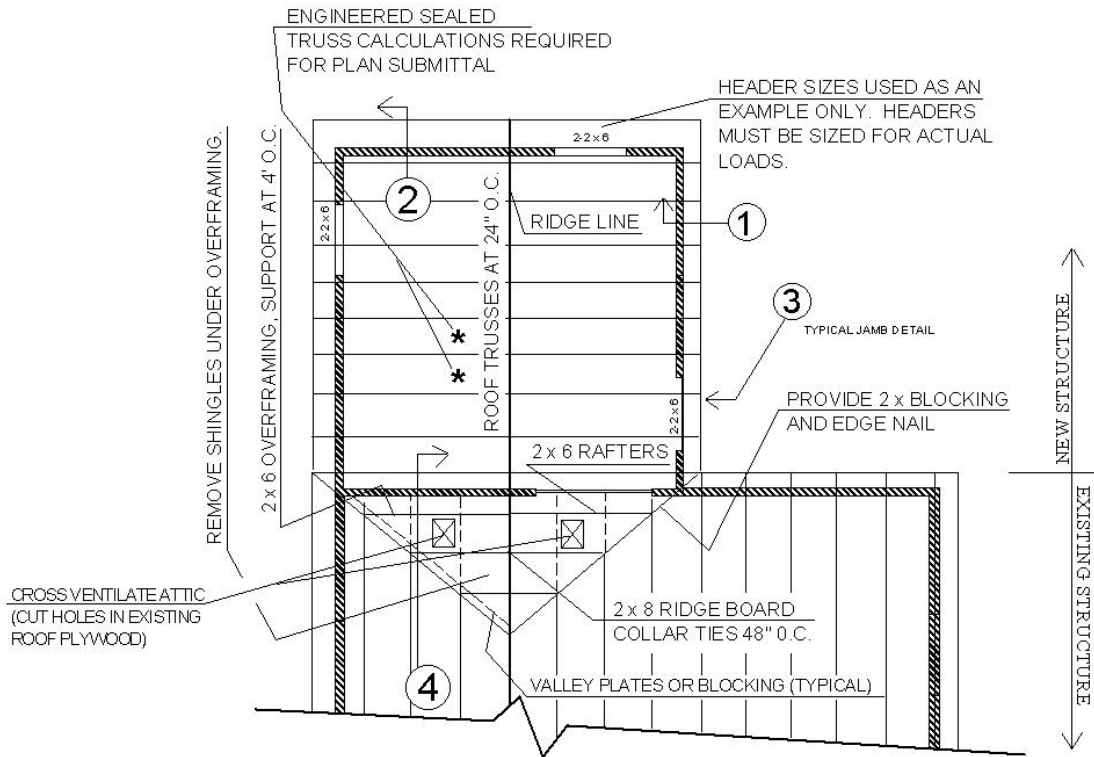 ENGINEERED SEALED
TRUSS CALCULATIONS REQUIRED
FOR PLAN SUBMITTAL
HEADER SIZES USED AS AN
EXAMPLE ONLY. HEADERS
MUST BE SIZED FOR ACTUAL
LOADS.
2-2x6
2
2-2x6
RIDGE LINE
1
REMOVE SHINGLES UNDER OVERFRAMING.
2 x 6 OVERFRAMING, SUPPORT AT 4' O.C.
ROOF TRUSSES AT 24" O.C.
*
*
3
TYPICAL JAMB DETAIL
NEW STRUCTURE
2-2x6
PROVIDE 2 x BLOCKING
AND EDGE NAIL
2 x 6 RAFTERS
EXISTING STRUCTURE
CROSS VENTILATE ATTIC
(CUT HOLES IN EXISTING
ROOF PLYWOOD)
2 x 8 RIDGE BOARD
COLLAR TIES 48" O.C.
4
VALLEY PLATES OR BLOCKING (TYPICAL)